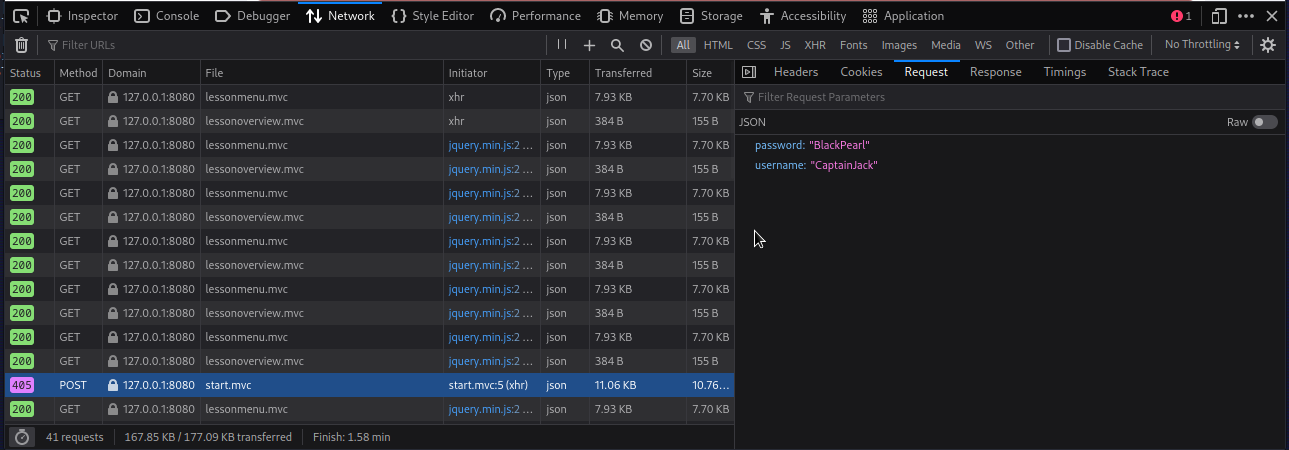 Inspector Console Debugger Network Style Editor Performance Memory Storage Accessibility Application 1
Filter URLs All HTML CSS JS XHR Fonts Images Media WS Other Disable Cache No Throttling
Status Method Domain File Initiator Type Transferred Size Headers Cookies Request Response Timings Stack Trace
Filter Request Parameters
200 GET 127.0.0.1:8080 lessonmenu.mvc xhr json 7.93 KB 7.70 KB
200 GET 127.0.0.1:8080 lessonoverview.mvc xhr json 384 B 155 B
JSON Raw
200 GET 127.0.0.1:8080 lessonmenu.mvc jquery.min.js:2 ... json 7.93 KB 7.70 KB
password: "BlackPearl"
200 GET 127.0.0.1:8080 lessonoverview.mvc jquery.min.js:2 ... json 384 B 155 B
username: "CaptainJack"
200 GET 127.0.0.1:8080 lessonmenu.mvc jquery.min.js:2 ... json 7.93 KB 7.70 KB
200 GET 127.0.0.1:8080 lessonoverview.mvc jquery.min.js:2 ... json 384 B 155 B
200 GET 127.0.0.1:8080 lessonmenu.mvc jquery.min.js:2 ... json 7.93 KB 7.70 KB
200 GET 127.0.0.1:8080 lessonoverview.mvc jquery.min.js:2 ... json 384 B 155 B
200 GET 127.0.0.1:8080 lessonmenu.mvc jquery.min.js:2 ... json 7.93 KB 7.70 KB
200 GET 127.0.0.1:8080 lessonoverview.mvc jquery.min.js:2 ... json 384 B 155 B
200 GET 127.0.0.1:8080 lessonmenu.mvc jquery.min.js:2 ... json 7.93 KB 7.70 KB
200 GET 127.0.0.1:8080 lessonoverview.mvc jquery.min.js:2 ... json 384 B 155 B
405 POST 127.0.0.1:8080 start.mvc start.mvc:5 (xhr) json 11.06 KB 10.76...
200 GET 127.0.0.1:8080 lessonmenu.mvc jquery.min.js:2 ... json 7.93 KB 7.70 KB
41 requests 167.85 KB / 177.09 KB transferred Finish: 1.58 min